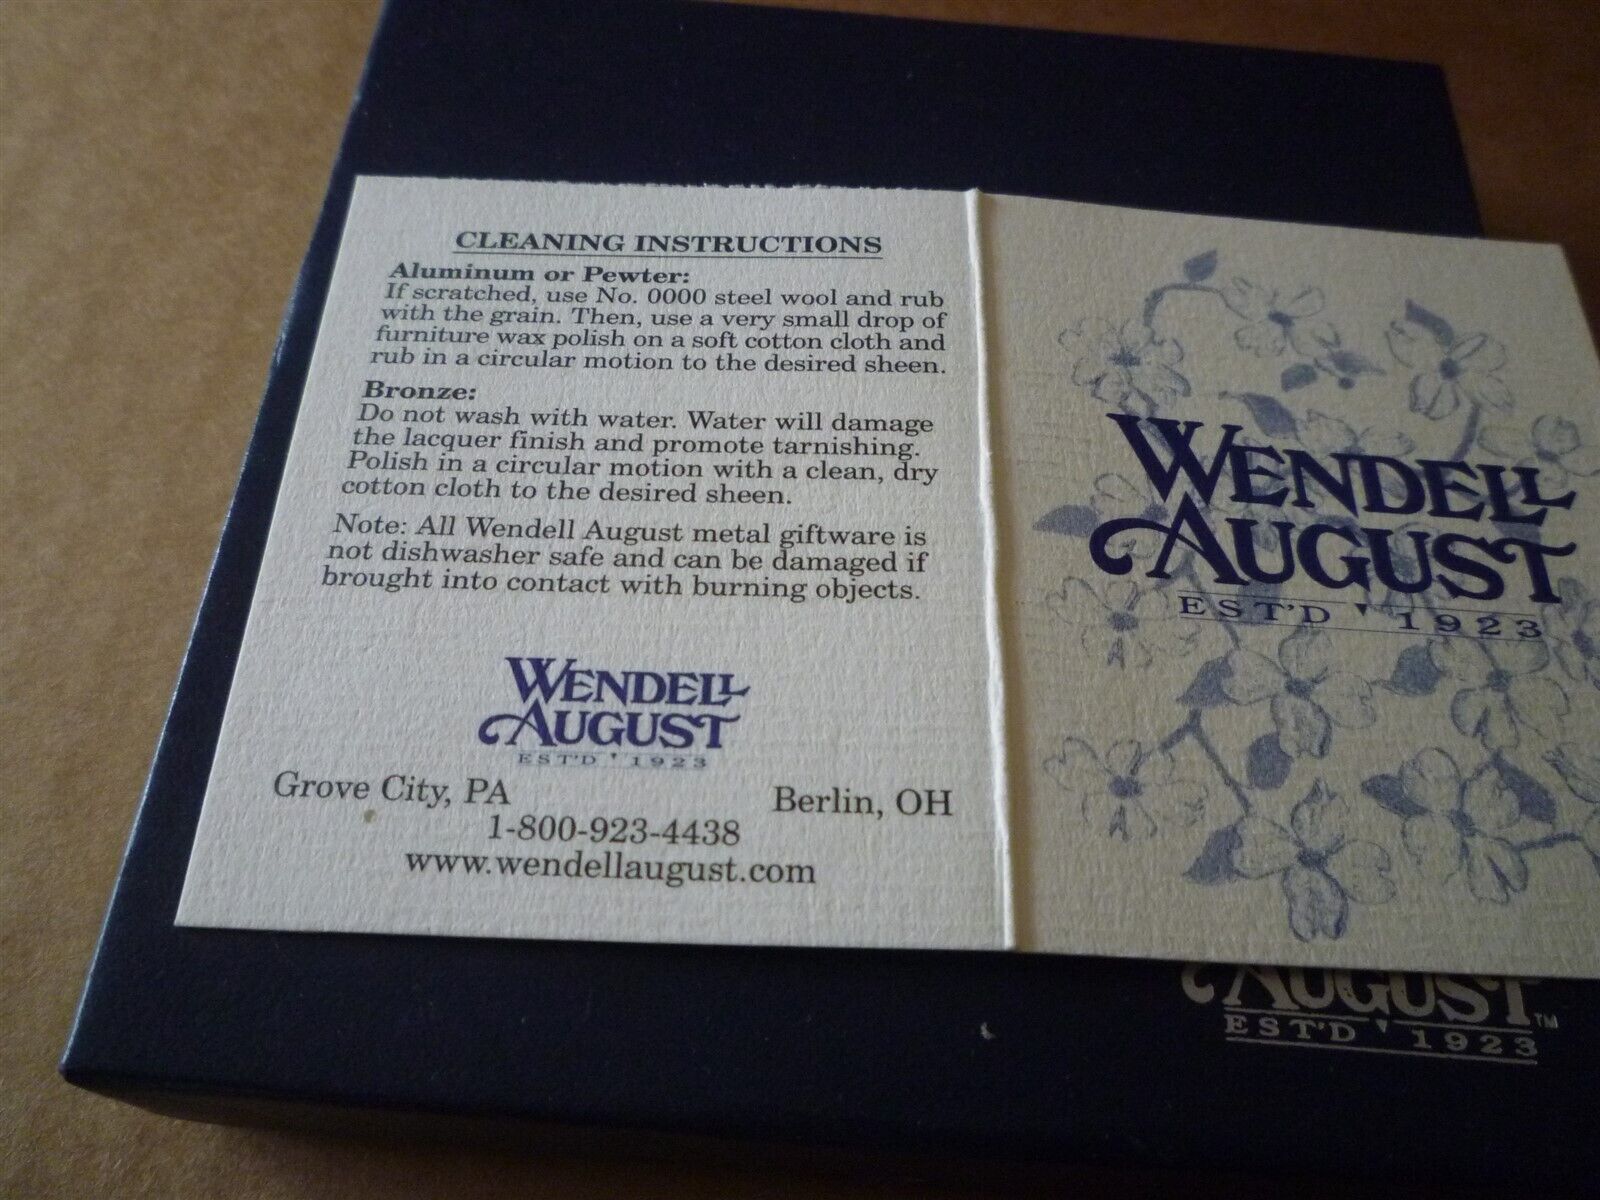 CLEANING INSTRUCTIONS
Aluminum or Pewter:
If scratched, use No. 0000 steel wool and rub
with the grain. Then, use a very small drop of
furniture wax polish on a soft cotton cloth and
rub in a circular motion to the desired sheen.
Bronze:
Do not wash with water. Water will damage
the lacquer finish and promote tarnishing.
Polish in a circular motion with a clean, dry
cotton cloth to the desired sheen.
Note: All Wendell August metal giftware is
not dishwasher safe and can be damaged if
brought into contact with burning objects.
WENDELL
AUGUST
EST'D 1923
Grove City, PA Berlin, OH
1-800-923-4438
www.wendellaugust.com
WENDELL
AUGUST
EST'D 1923
AUGUST™
EST'D 1923